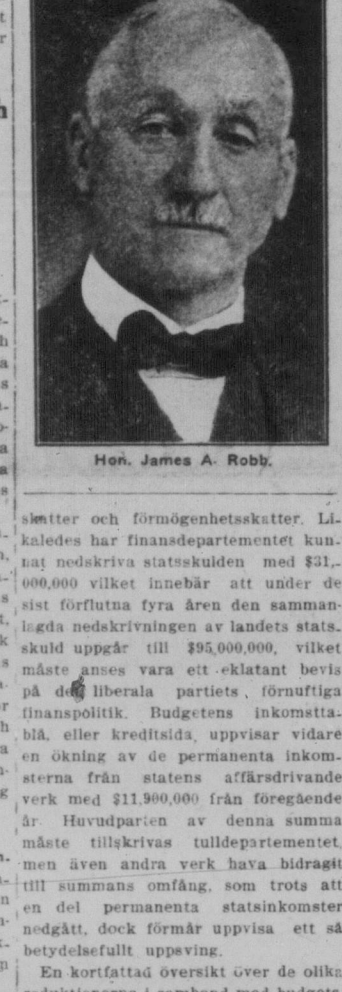 Hon. James A. Robb.
skatter och förmögenhetsskatter. Li-
kaledes har finansdepartementet kun-
nat nedskriva statsskulden med $31,-
000,000 vilket innebär att under de
sist förflutna fyra åren den samman-
lagda nedskrivningen av landets stats-
skuld uppgår till $95,000,000, vilket
måste anses vara ett eklatant bevis
på det liberala partiets förnuftiga
finanspolitik. Budgetens inkomstta-
blå, eller kreditsida, uppvisar vidare
en ökning av de permanenta inkom-
sterna från statens affärsdrivande
verk med $11,900,000 från föregående
år. Huvudparten av denna summa
måste tillskrivas tulldepartementet,
men även andra verk hava bidragit
till summans omfång, som trots att
en del permanenta statsinkomster
nedgått, dock förmår uppvisa ett så
betydelsefullt uppsving.
En kortfattad översikt över de olika